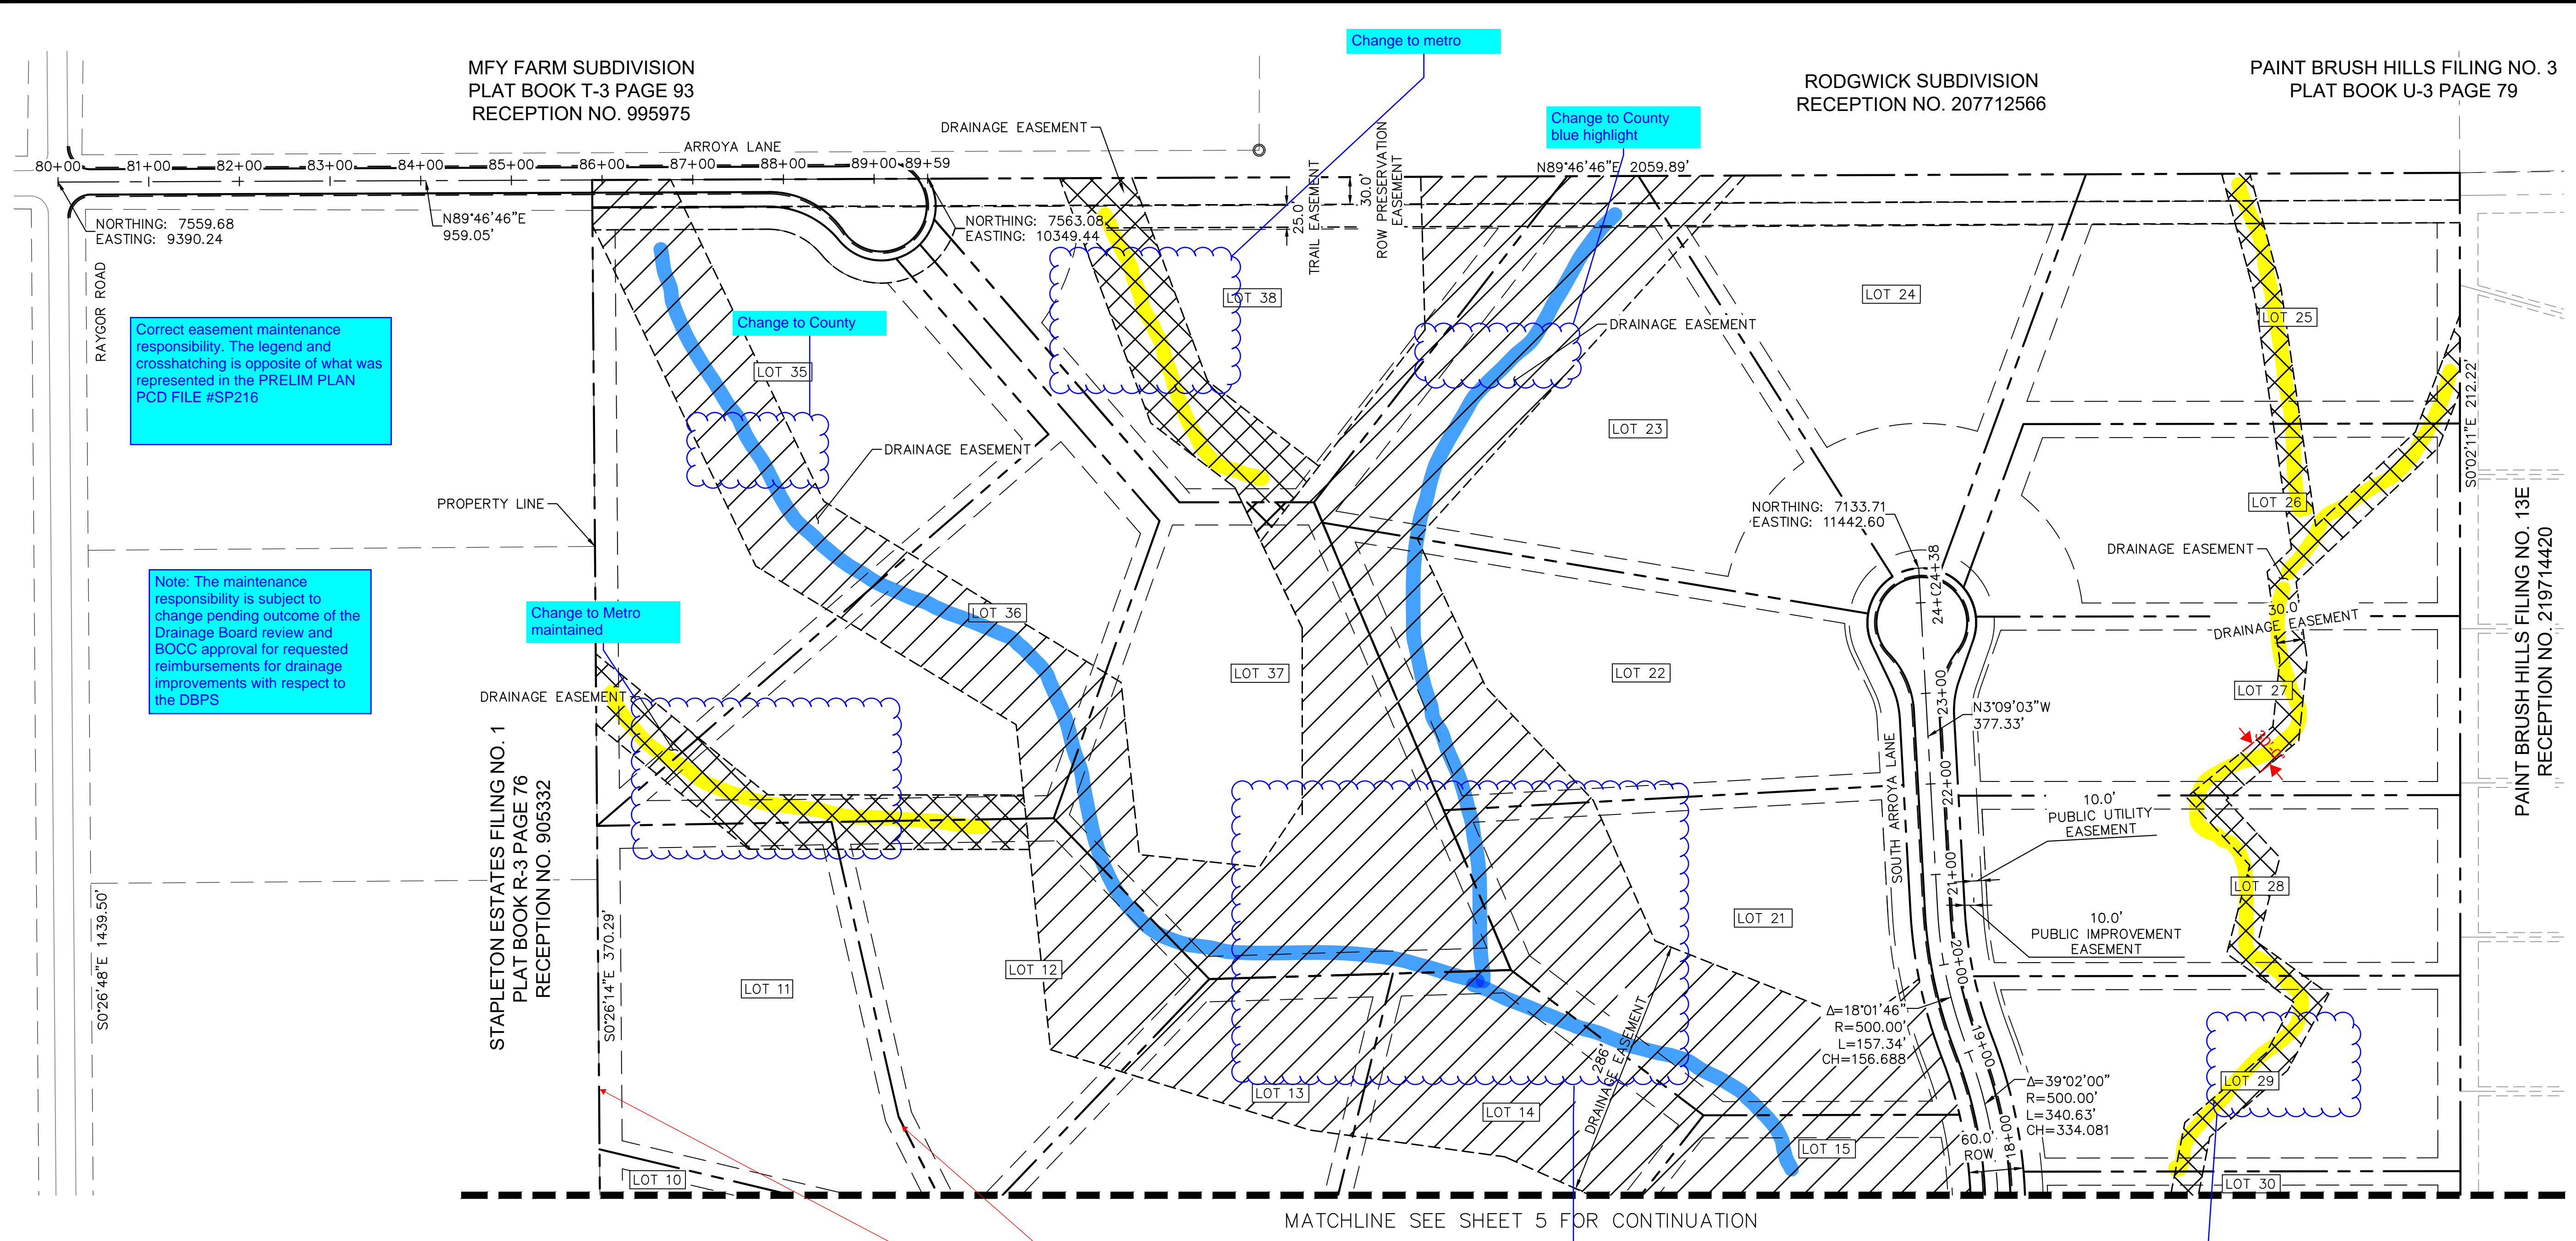 Change to metro
MFY FARM SUBDIVISION
PLAT BOOK T-3 PAGE 93
RECEPTION NO. 995975
RODGWICK SUBDIVISION
RECEPTION NO. 207712566
PAINT BRUSH HILLS FILING NO. 3
PLAT BOOK U-3 PAGE 79
Change to County
blue highlight
DRAINAGE EASEMENT
ARROYA LANE
80+00
81+00
82+00
83+00
84+00
85+00
86+00
87+00
88+00
89+00
89+59
N89°46'46"E 2059.89'
NORTHING: 7559.68
EASTING: 9390.24
N89°46'46"E
959.05'
NORTHING: 7563.08
EASTING: 10349.44
25.0'
TRAIL EASEMENT
30.0'
ROW PRESERVATION
EASEMENT
RAYGOR ROAD
LOT 38
LOT 24
LOT 25
Correct easement maintenance
responsibility. The legend and
crosshatching is opposite of what was
represented in the PRELIM PLAN
PCD FILE #SP216
Change to County
DRAINAGE EASEMENT
LOT 35
LOT 23
S0°02'11"E 212.22'
DRAINAGE EASEMENT
PROPERTY LINE
LOT 26
NORTHING: 7133.71
EASTING: 11442.60
DRAINAGE EASEMENT
24+00
24+38
PAINT BRUSH HILLS FILING NO. 13E
RECEPTION NO. 219714420
Note: The maintenance
responsibility is subject to
change pending outcome of the
Drainage Board review and
BOCC approval for requested
reimbursements for drainage
improvements with respect to
the DBPS
Change to Metro
maintained
LOT 36
30.0'
DRAINAGE EASEMENT
LOT 37
LOT 22
LOT 27
DRAINAGE EASEMENT
23+00
N3°09'03"W
377.33'
30.0'
STAPLETON ESTATES FILING NO. 1
PLAT BOOK R-3 PAGE 76
RECEPTION NO. 905332
SOUTH ARROYA LANE
22+00
10.0'
PUBLIC UTILITY
EASEMENT
21+00
LOT 28
S0°26'48"E 1439.50'
S0°26'14"E 370.29'
LOT 21
10.0'
PUBLIC IMPROVEMENT
EASEMENT
20+00
LOT 12
LOT 11
286'
DRAINAGE EASEMENT
Δ=18°01'46"
R=500.00'
L=157.34'
CH=156.688
19+00
LOT 29
LOT 13
LOT 14
Δ=39°02'00"
R=500.00'
L=340.63'
CH=334.081
18+00
60.0'
ROW
LOT 15
LOT 10
LOT 30
MATCHLINE SEE SHEET 5 FOR CONTINUATION